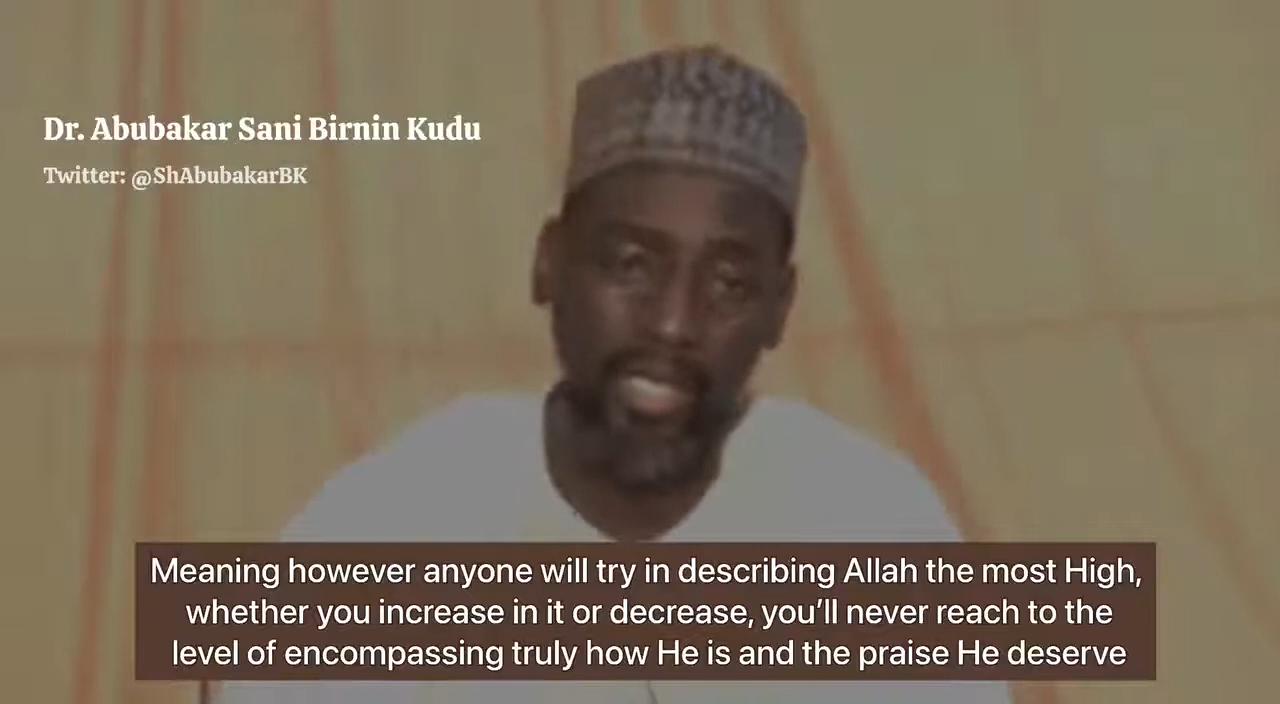 Dr. Abubakar Sani Birnin Kudu
Twitter: @ShAbubakarBK
Meaning however anyone will try in describing Allah the most High,
whether you increase in it or decrease, you’ll never reach to the
level of encompassing truly how He is and the praise He deserve